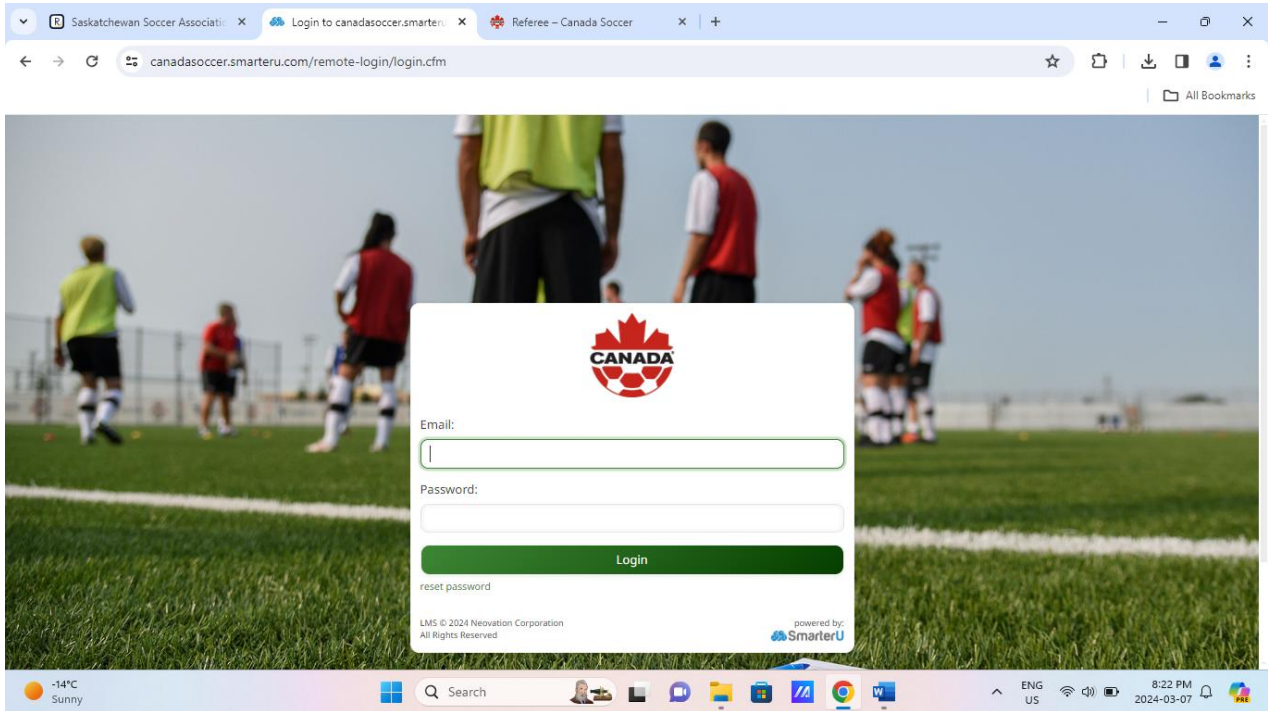 Saskatchewan Soccer Associatio
Login to canadasoccer.smarteru
Referee – Canada Soccer
canadasoccer.smarteru.com/remote-login/login.cfm
All Bookmarks
CANADA
Email:
Password:
Login
reset password
LMS © 2024 Neovation Corporation
All Rights Reserved
powered by:
SmarterU
-14°C
Sunny
Search
ENG
US
8:22 PM
2024-03-07
PRE